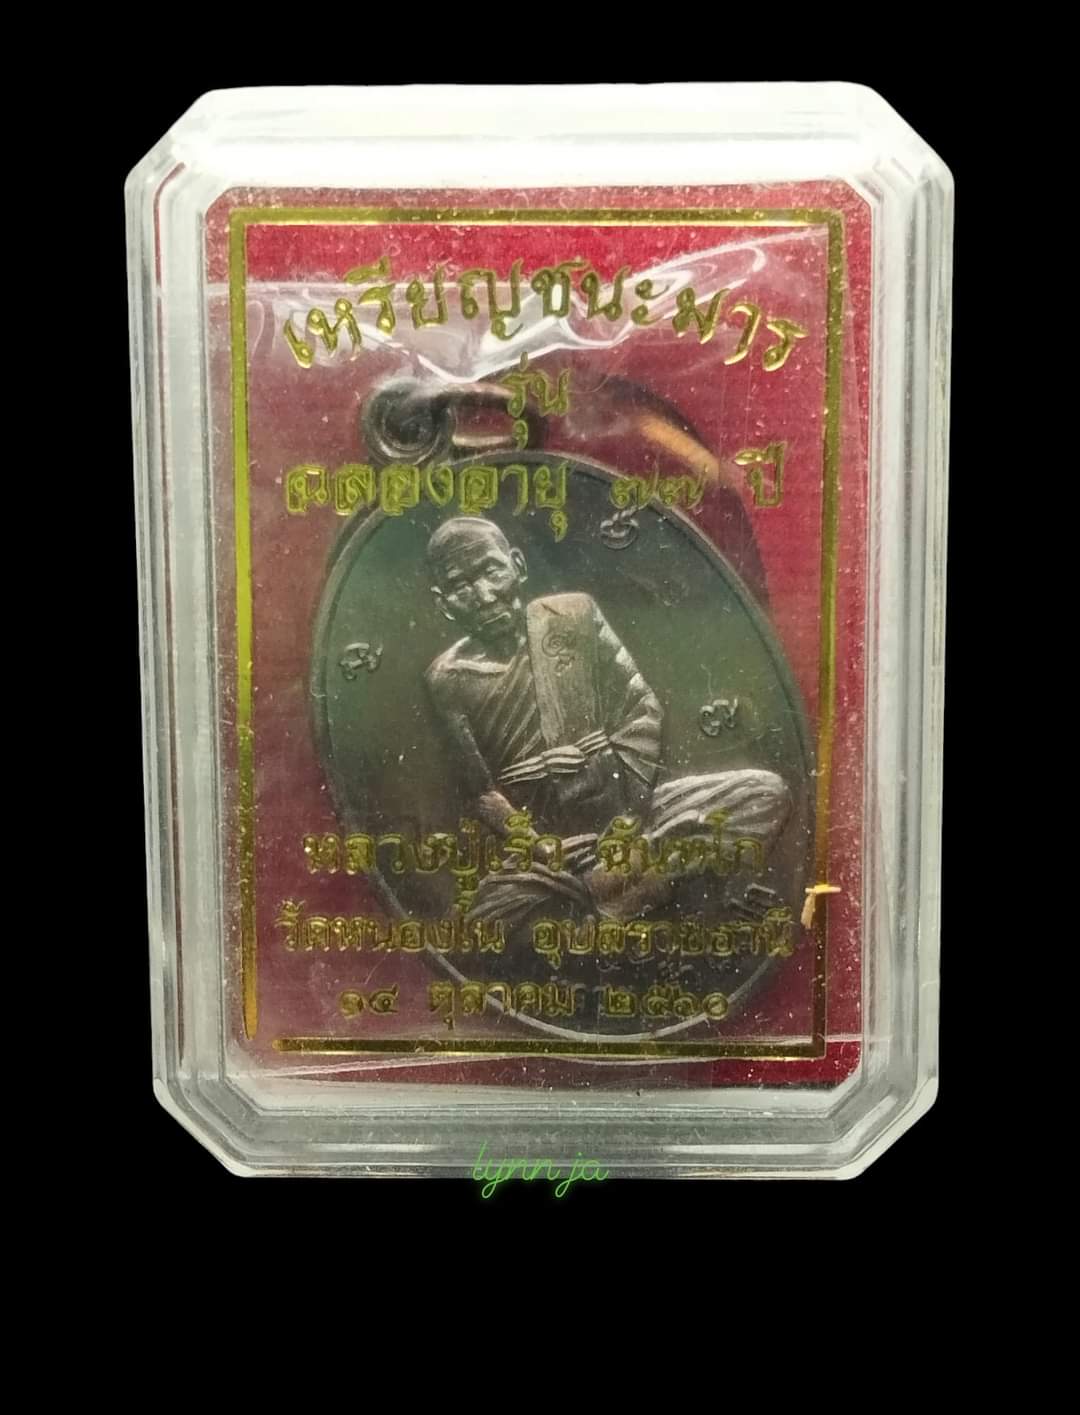 เหรียญชนะมาร
รุ่น
ฉลองอายุ ๗๗ ปี
หลวงปู่เร็ว ฉันทโก
วัดหนองโน อุบลราชธานี
๑๔ ตุลาคม ๒๕๖๐
lynn ja